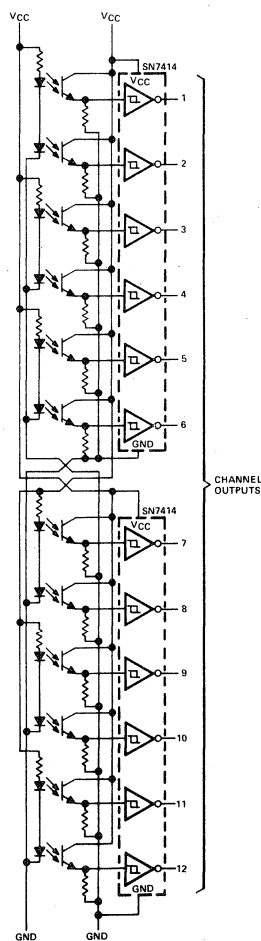 VCC VCC
SN7414
VCC
1
2
3
4
5
6
GND
CHANNEL
OUTPUTS
SN7414
VCC
7
8
9
10
11
12
GND
GND GND